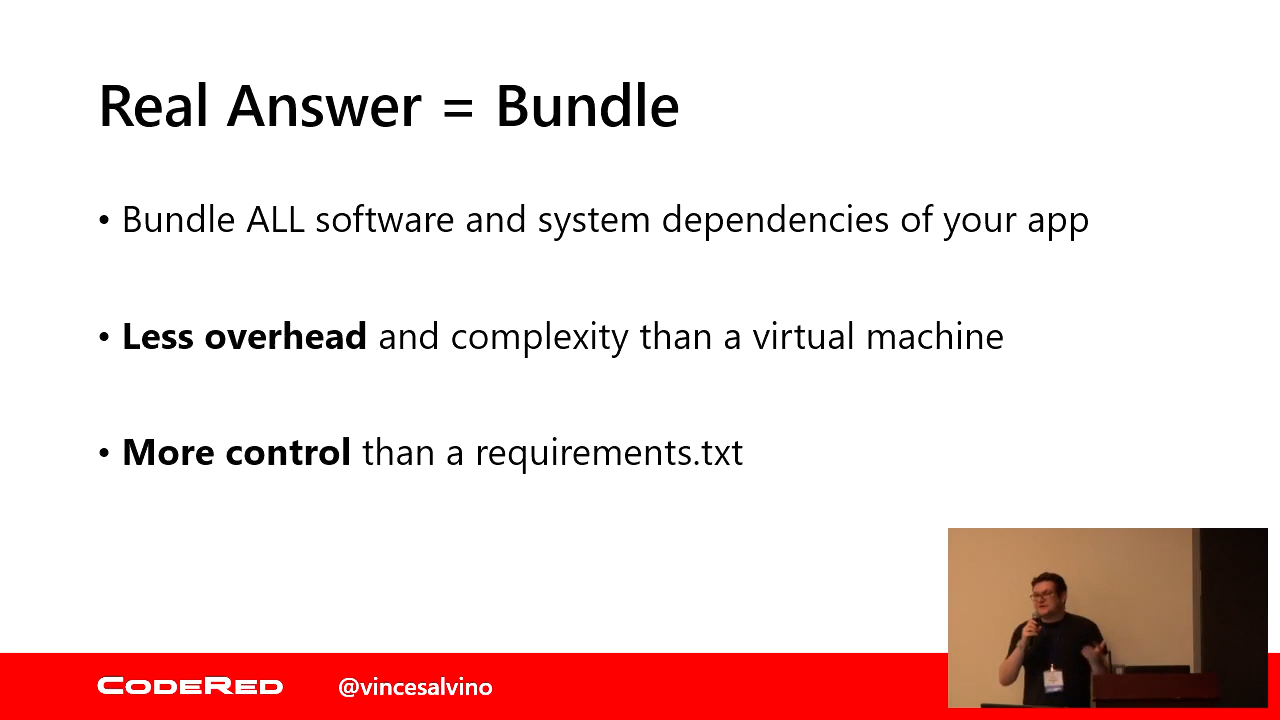 Real Answer = Bundle
• Bundle ALL software and system dependencies of your app
• Less overhead and complexity than a virtual machine
• More control than a requirements.txt
CODERED @vincesalvino